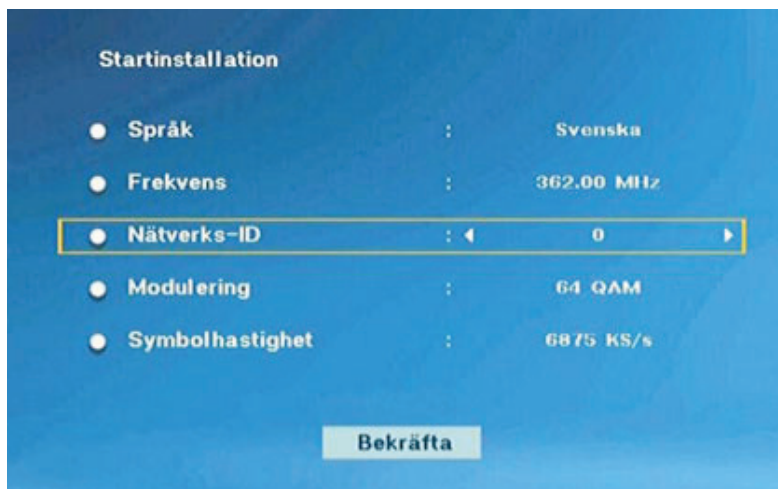 Startinstallation
Språk : Svenska
Frekvens : 362.00 MHz
Nätverks-ID : 0
Modulering : 64 QAM
Symbolhastighet : 6875 KS/s
Bekräfta